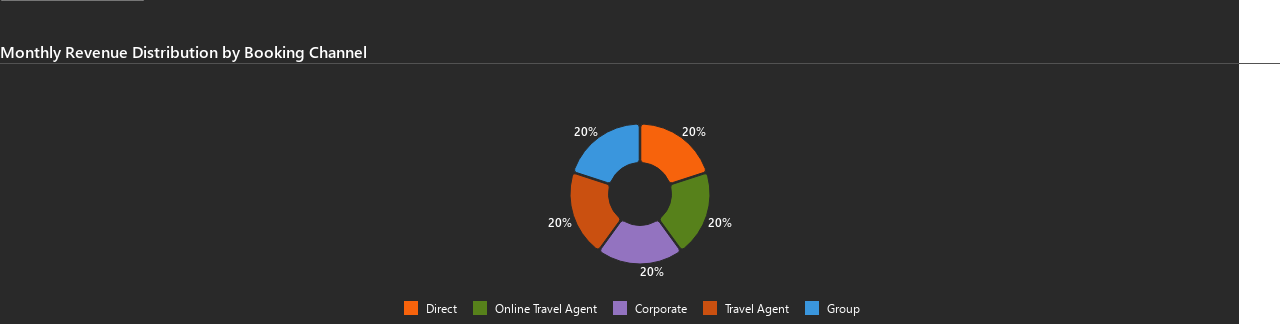 Monthly Revenue Distribution by Booking Channel
20% 20%
20% 20%
20%
Direct Online Travel Agent Corporate Travel Agent Group